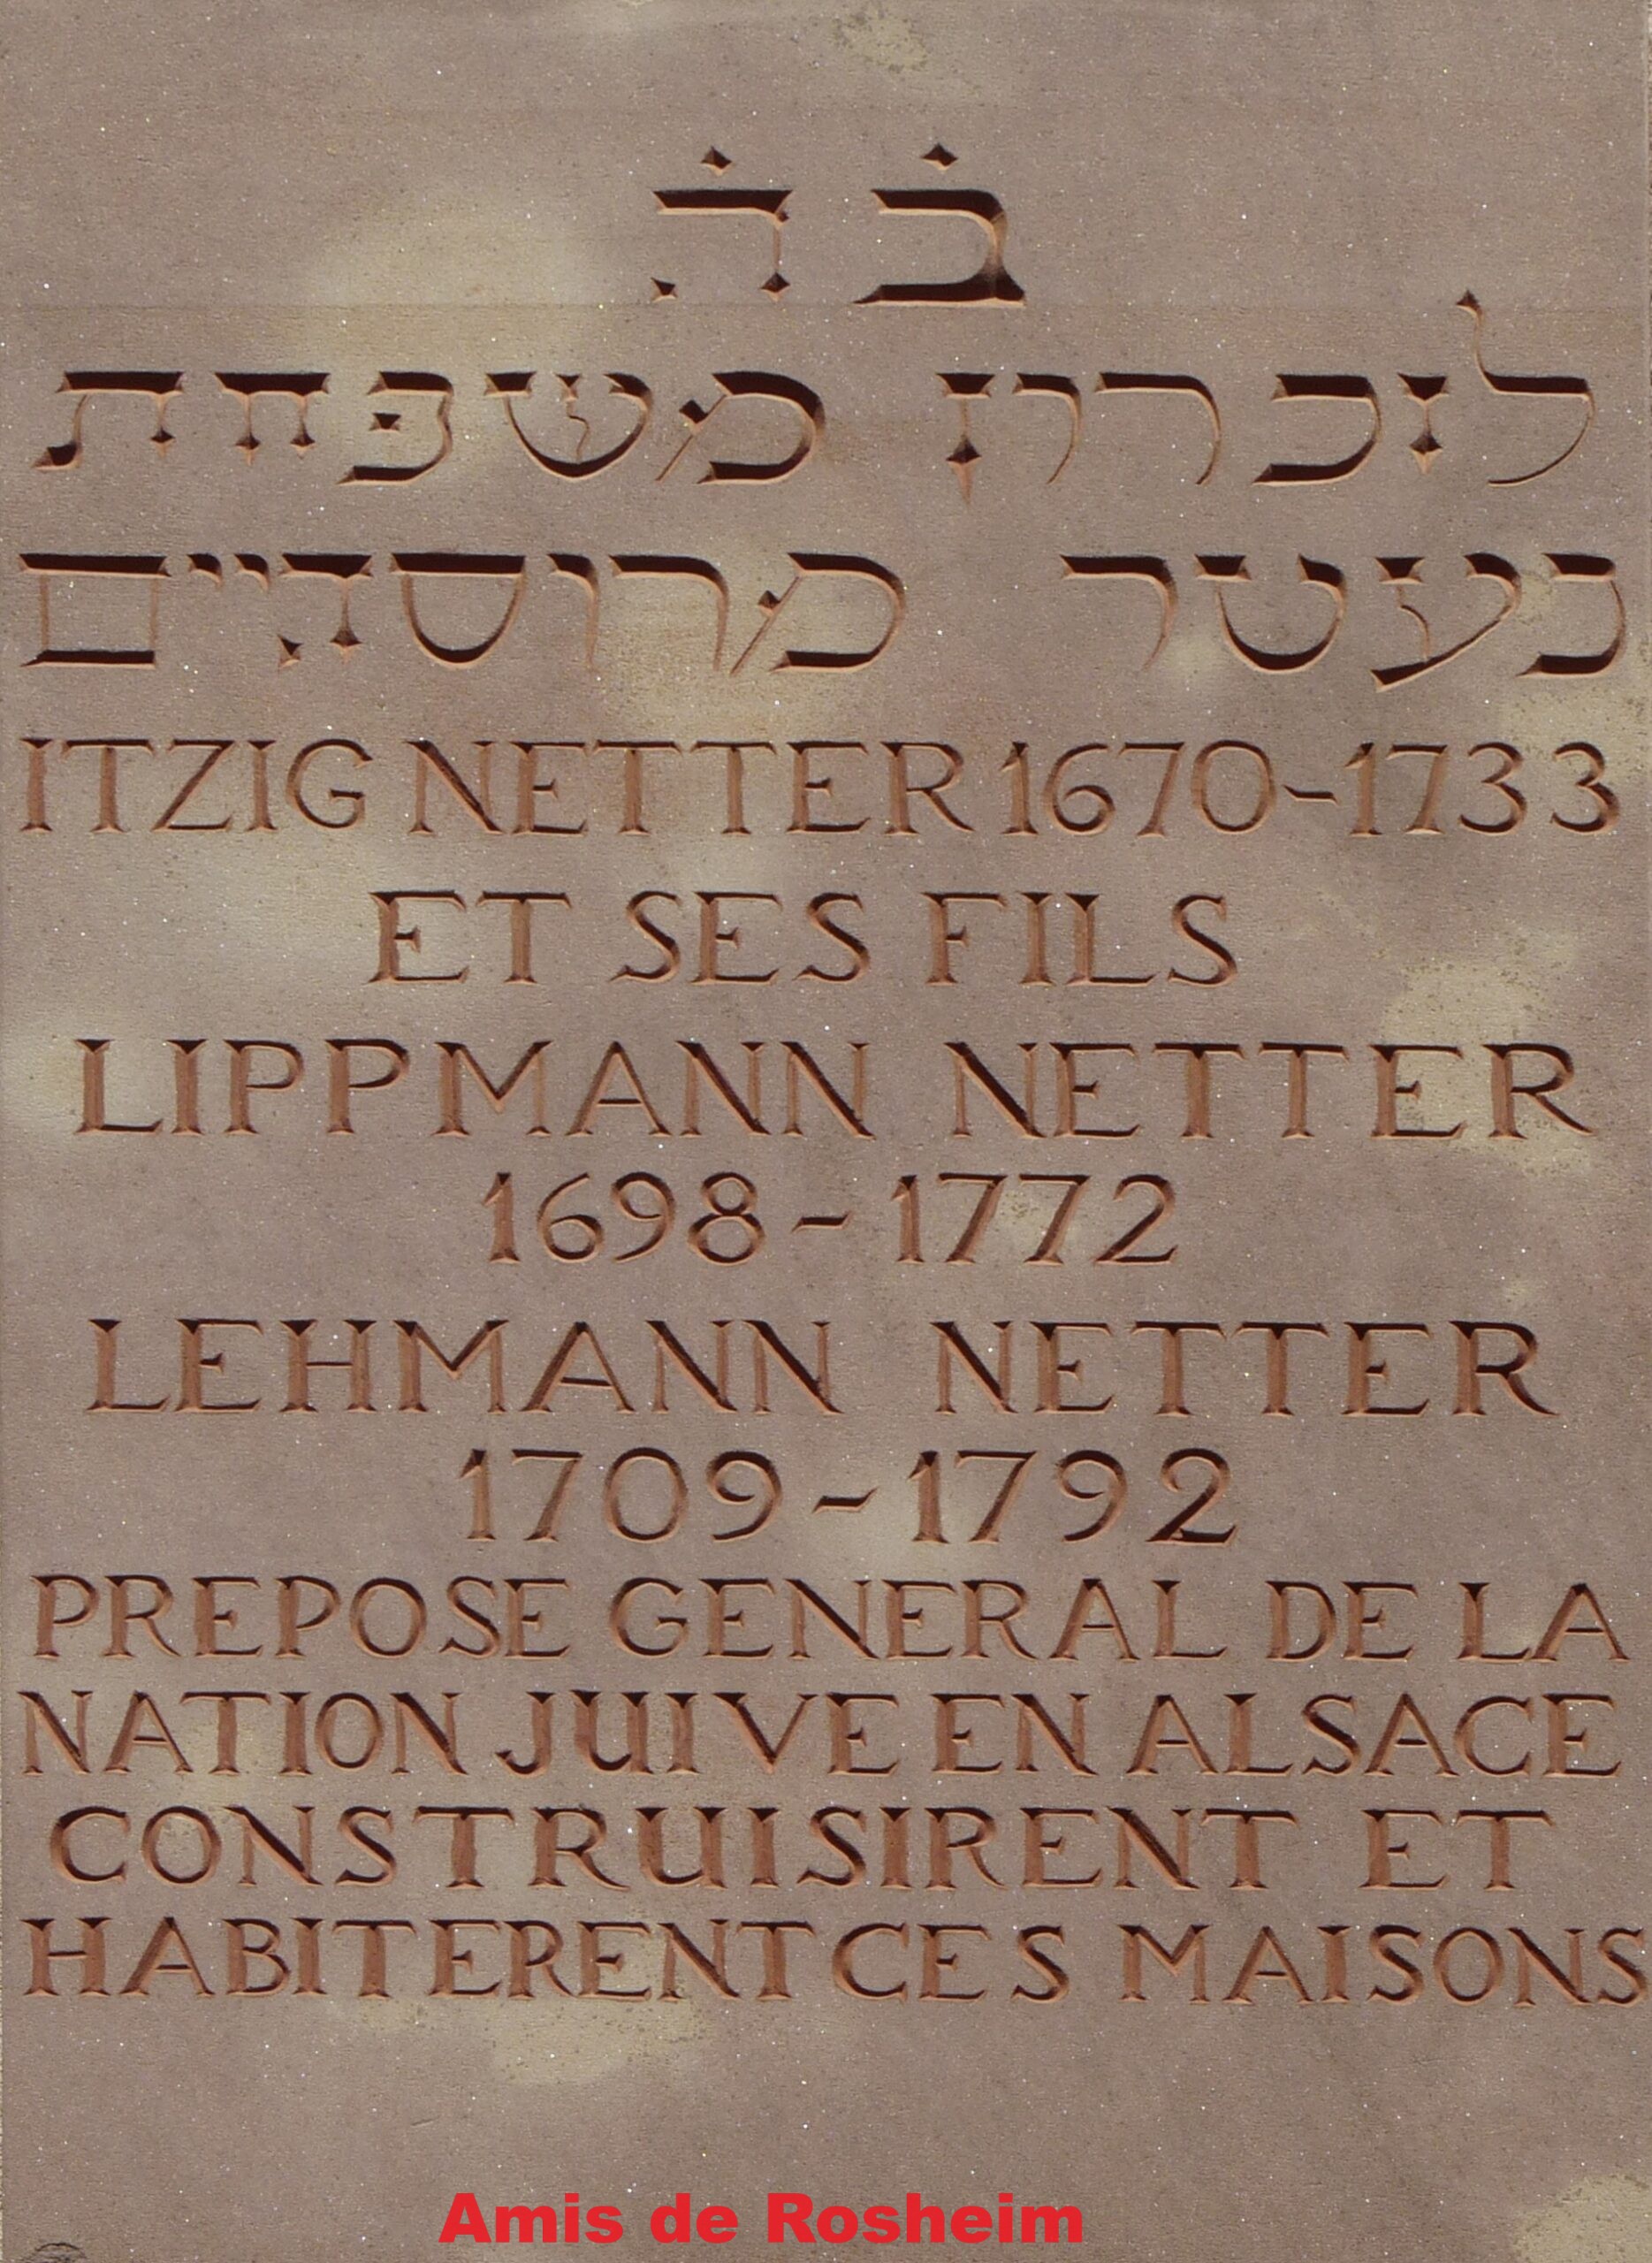 בׄ הׄ
לזכרון משפחת
נעטר מרוסהיים
ITZIG NETTER 1670-1733
ET SES FILS
LIPPMANN NETTER
1698-1772
LEHMANN NETTER
1709-1792
PREPOSE GENERAL DE LA
NATION JUIVE EN ALSACE
CONSTRUISIRENT ET
HABITERENT CES MAISONS
Amis de Rosheim